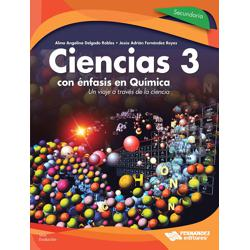 Secundaria
Alma Angelina Delgado Robles • Jesús Adrián Fernández Reyes
Ciencias 3
con énfasis en Química
Un viaje a través de la ciencia
H
O
N
FERNÁNDEZ
editores